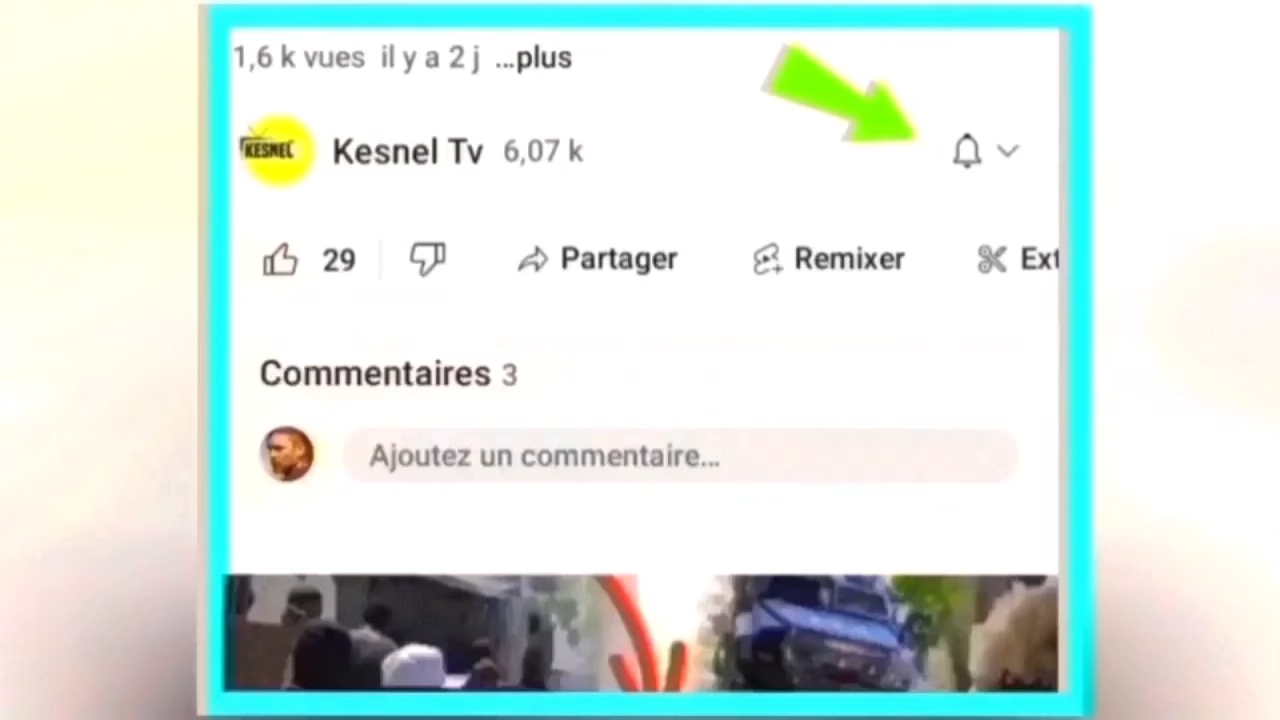 1,6 k vues il y a 2 j ...plus
KESNEL
Kesnel Tv 6,07 k
29 Partager Remixer Ext
Commentaires 3
Ajoutez un commentaire...